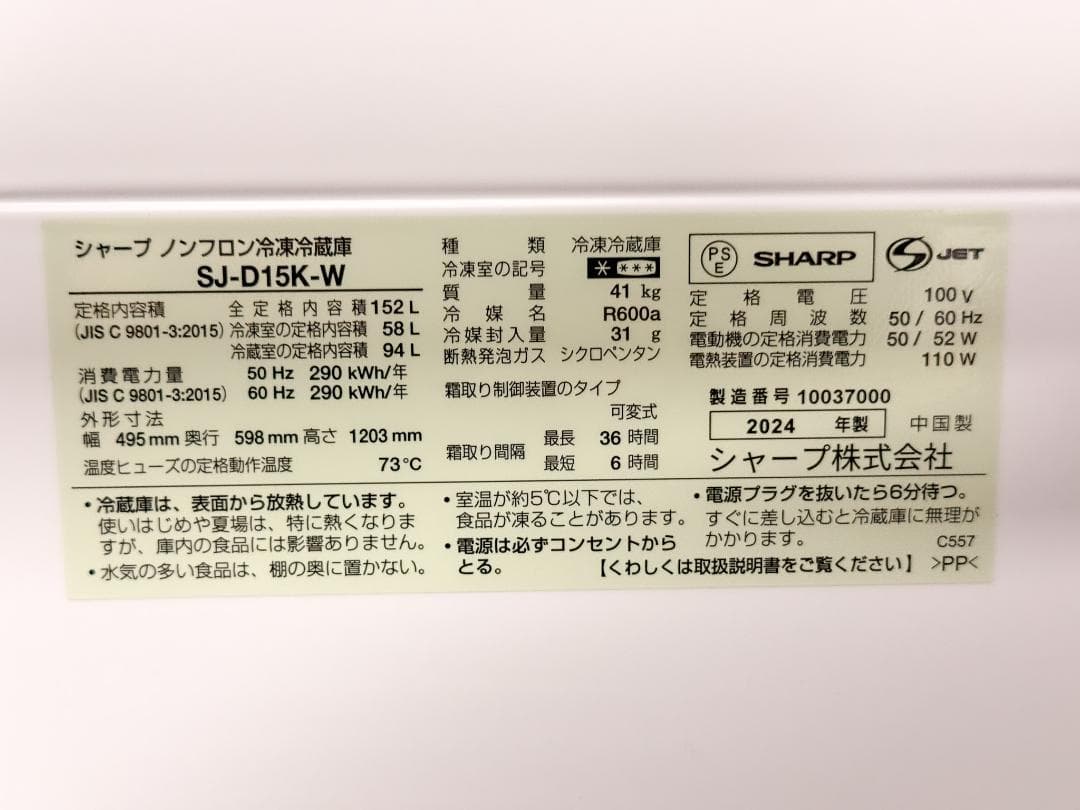 シャープ ノンフロン冷凍冷蔵庫
SJ-D15K-W
定格内容積 全定格内容積 152 L
(JIS C 9801-3:2015) 冷凍室の定格内容積 58 L
冷蔵室の定格内容積 94 L
消費電力量 50 Hz 290 kWh/年
(JIS C 9801-3:2015) 60 Hz 290 kWh/年
外形寸法
幅 495 mm 奥行 598 mm 高さ 1203 mm
温度ヒューズの定格動作温度 73℃
種類 冷凍冷蔵庫
冷凍室の記号 * ***
質量 41 kg
冷媒名 R600a
冷媒封入量 31 g
断熱発泡ガス シクロペンタン
霜取り制御装置のタイプ
可変式
霜取り間隔 最長 36 時間
最短 6 時間
PSE SHARP S JET
定格電圧 100 V
定格周波数 50 / 60 Hz
電動機の定格消費電力 50 / 52 W
電熱装置の定格消費電力 110 W
製造番号 10037000
2024 年製 中国製
シャープ株式会社
・冷蔵庫は、表面から放熱しています。
使いはじめや夏場は、特に熱くなりま
すが、庫内の食品には影響ありません。
・水気の多い食品は、棚の奥に置かない。
・室温が約5℃以下では、
食品が凍ることがあります。
・電源は必ずコンセントから
とる。
・電源プラグを抜いたら6分待つ。
すぐに差し込むと冷蔵庫に無理が
かかります。
C557
【くわしくは取扱説明書をご覧ください】 >PP<